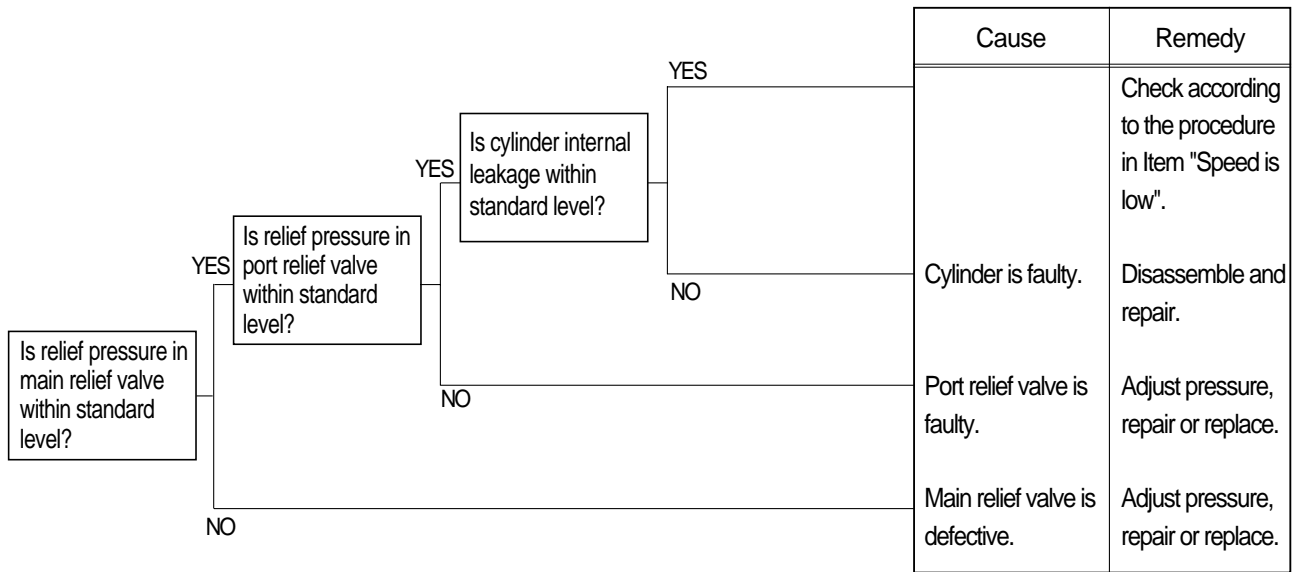 Cause
Remedy
YES
Check according
to the procedure
in Item "Speed is
low".
Is cylinder internal
leakage within
standard level?
YES
Is relief pressure in
port relief valve
within standard
level?
YES
NO
Cylinder is faulty.
Disassemble and
repair.
Is relief pressure in
main relief valve
within standard
level?
NO
Port relief valve is
faulty.
Adjust pressure,
repair or replace.
NO
Main relief valve is
defective.
Adjust pressure,
repair or replace.